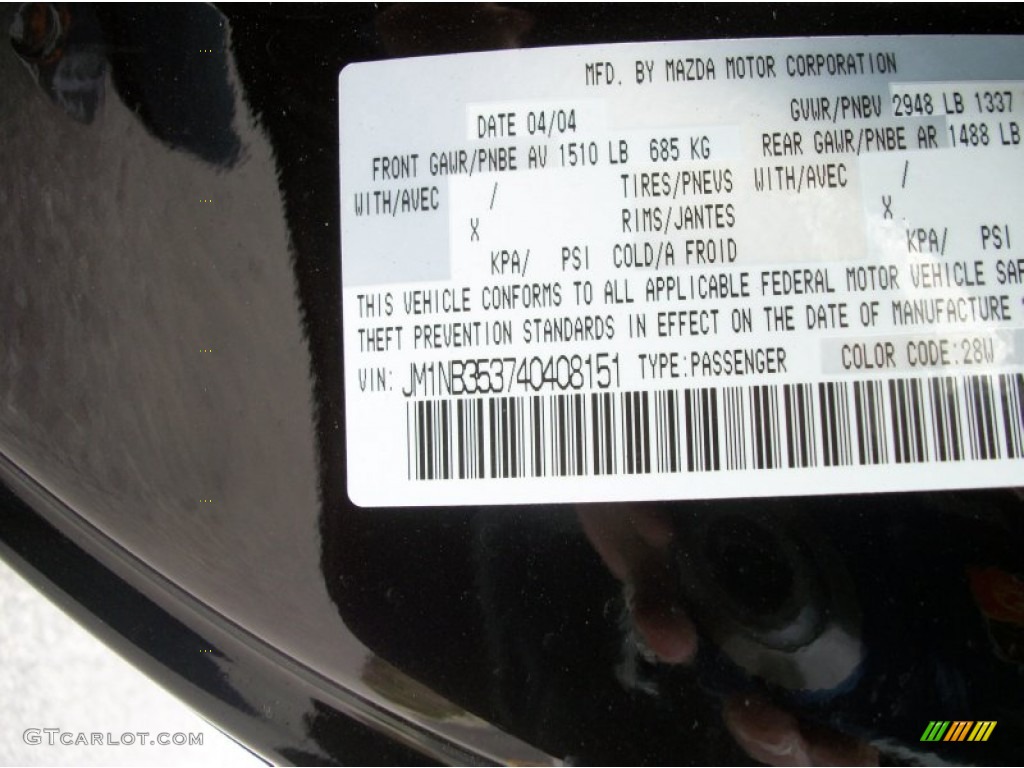 MFD. BY MAZDA MOTOR CORPORATION
DATE 04/04 GVWR/PNBV 2948 LB 1337
FRONT GAWR/PNBE AV 1510 LB 685 KG REAR GAWR/PNBE AR 1488 LB
WITH/AVEC / TIRES/PNEUS WITH/AVEC /
X RIMS/JANTES X
KPA/ PSI COLD/A FROID KPA/ PSI
THIS VEHICLE CONFORMS TO ALL APPLICABLE FEDERAL MOTOR VEHICLE SAF
THEFT PREVENTION STANDARDS IN EFFECT ON THE DATE OF MANUFACTURE
VIN: JM1NB353740408151 TYPE:PASSENGER COLOR CODE:28W
GTCARLOT.COM